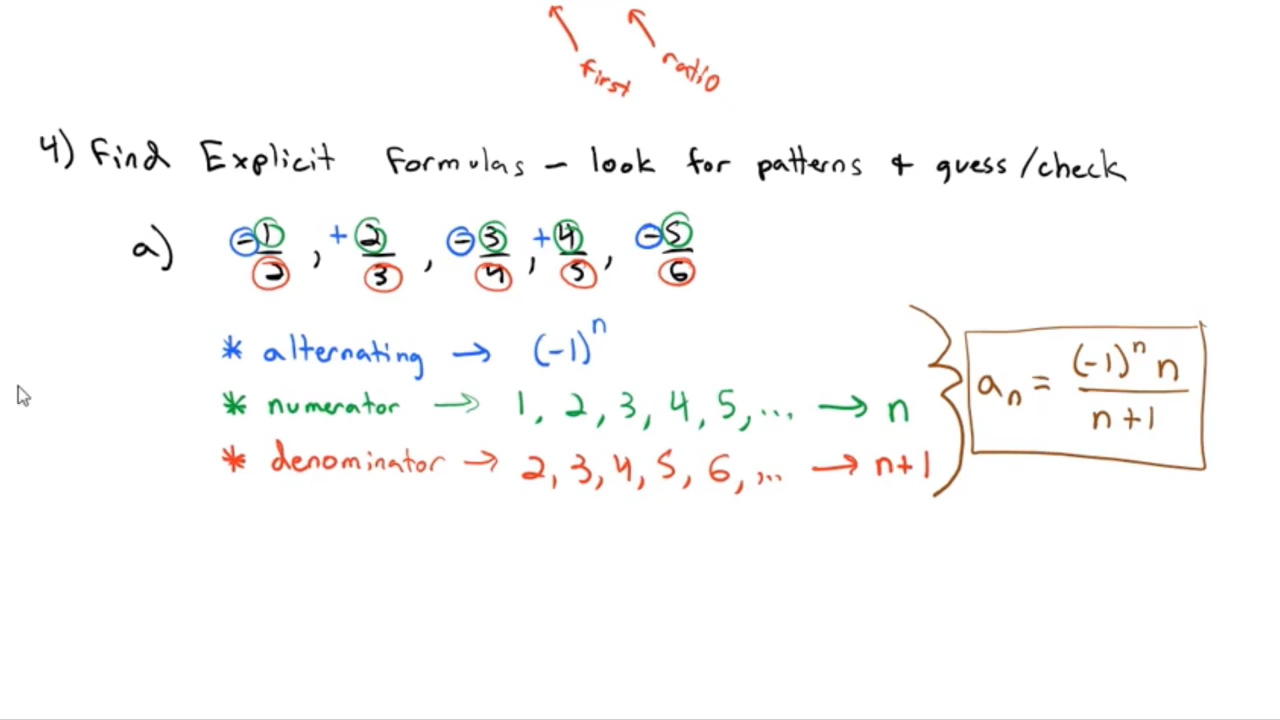 first ratio
4) Find Explicit Formulas – look for patterns & guess/check
a) -1/2, +2/3, -3/4, +4/5, -5/6
* alternating → (-1)^n
* numerator → 1, 2, 3, 4, 5, ... → n
* denominator → 2, 3, 4, 5, 6, ... → n+1
a_n = (-1)^n n / n+1